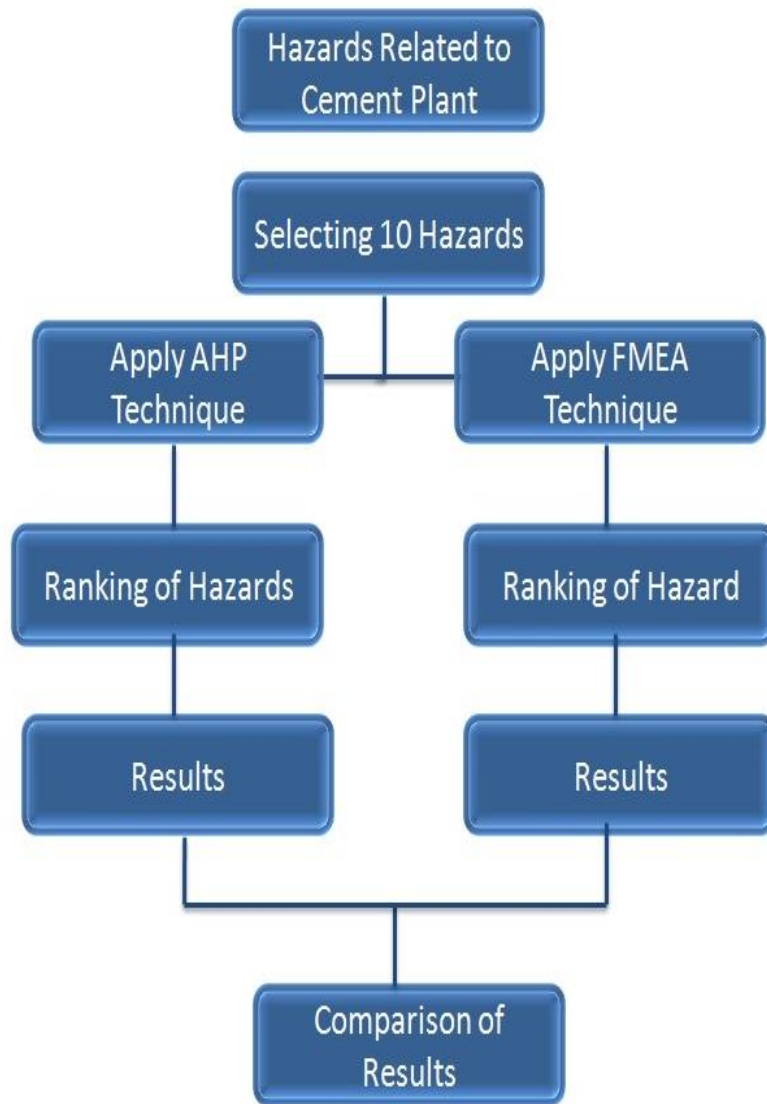 Hazards Related to
Cement Plant
Selecting 10 Hazards
Apply AHP
Technique
Apply FMEA
Technique
Ranking of Hazards
Ranking of Hazard
Results
Results
Comparison of
Results